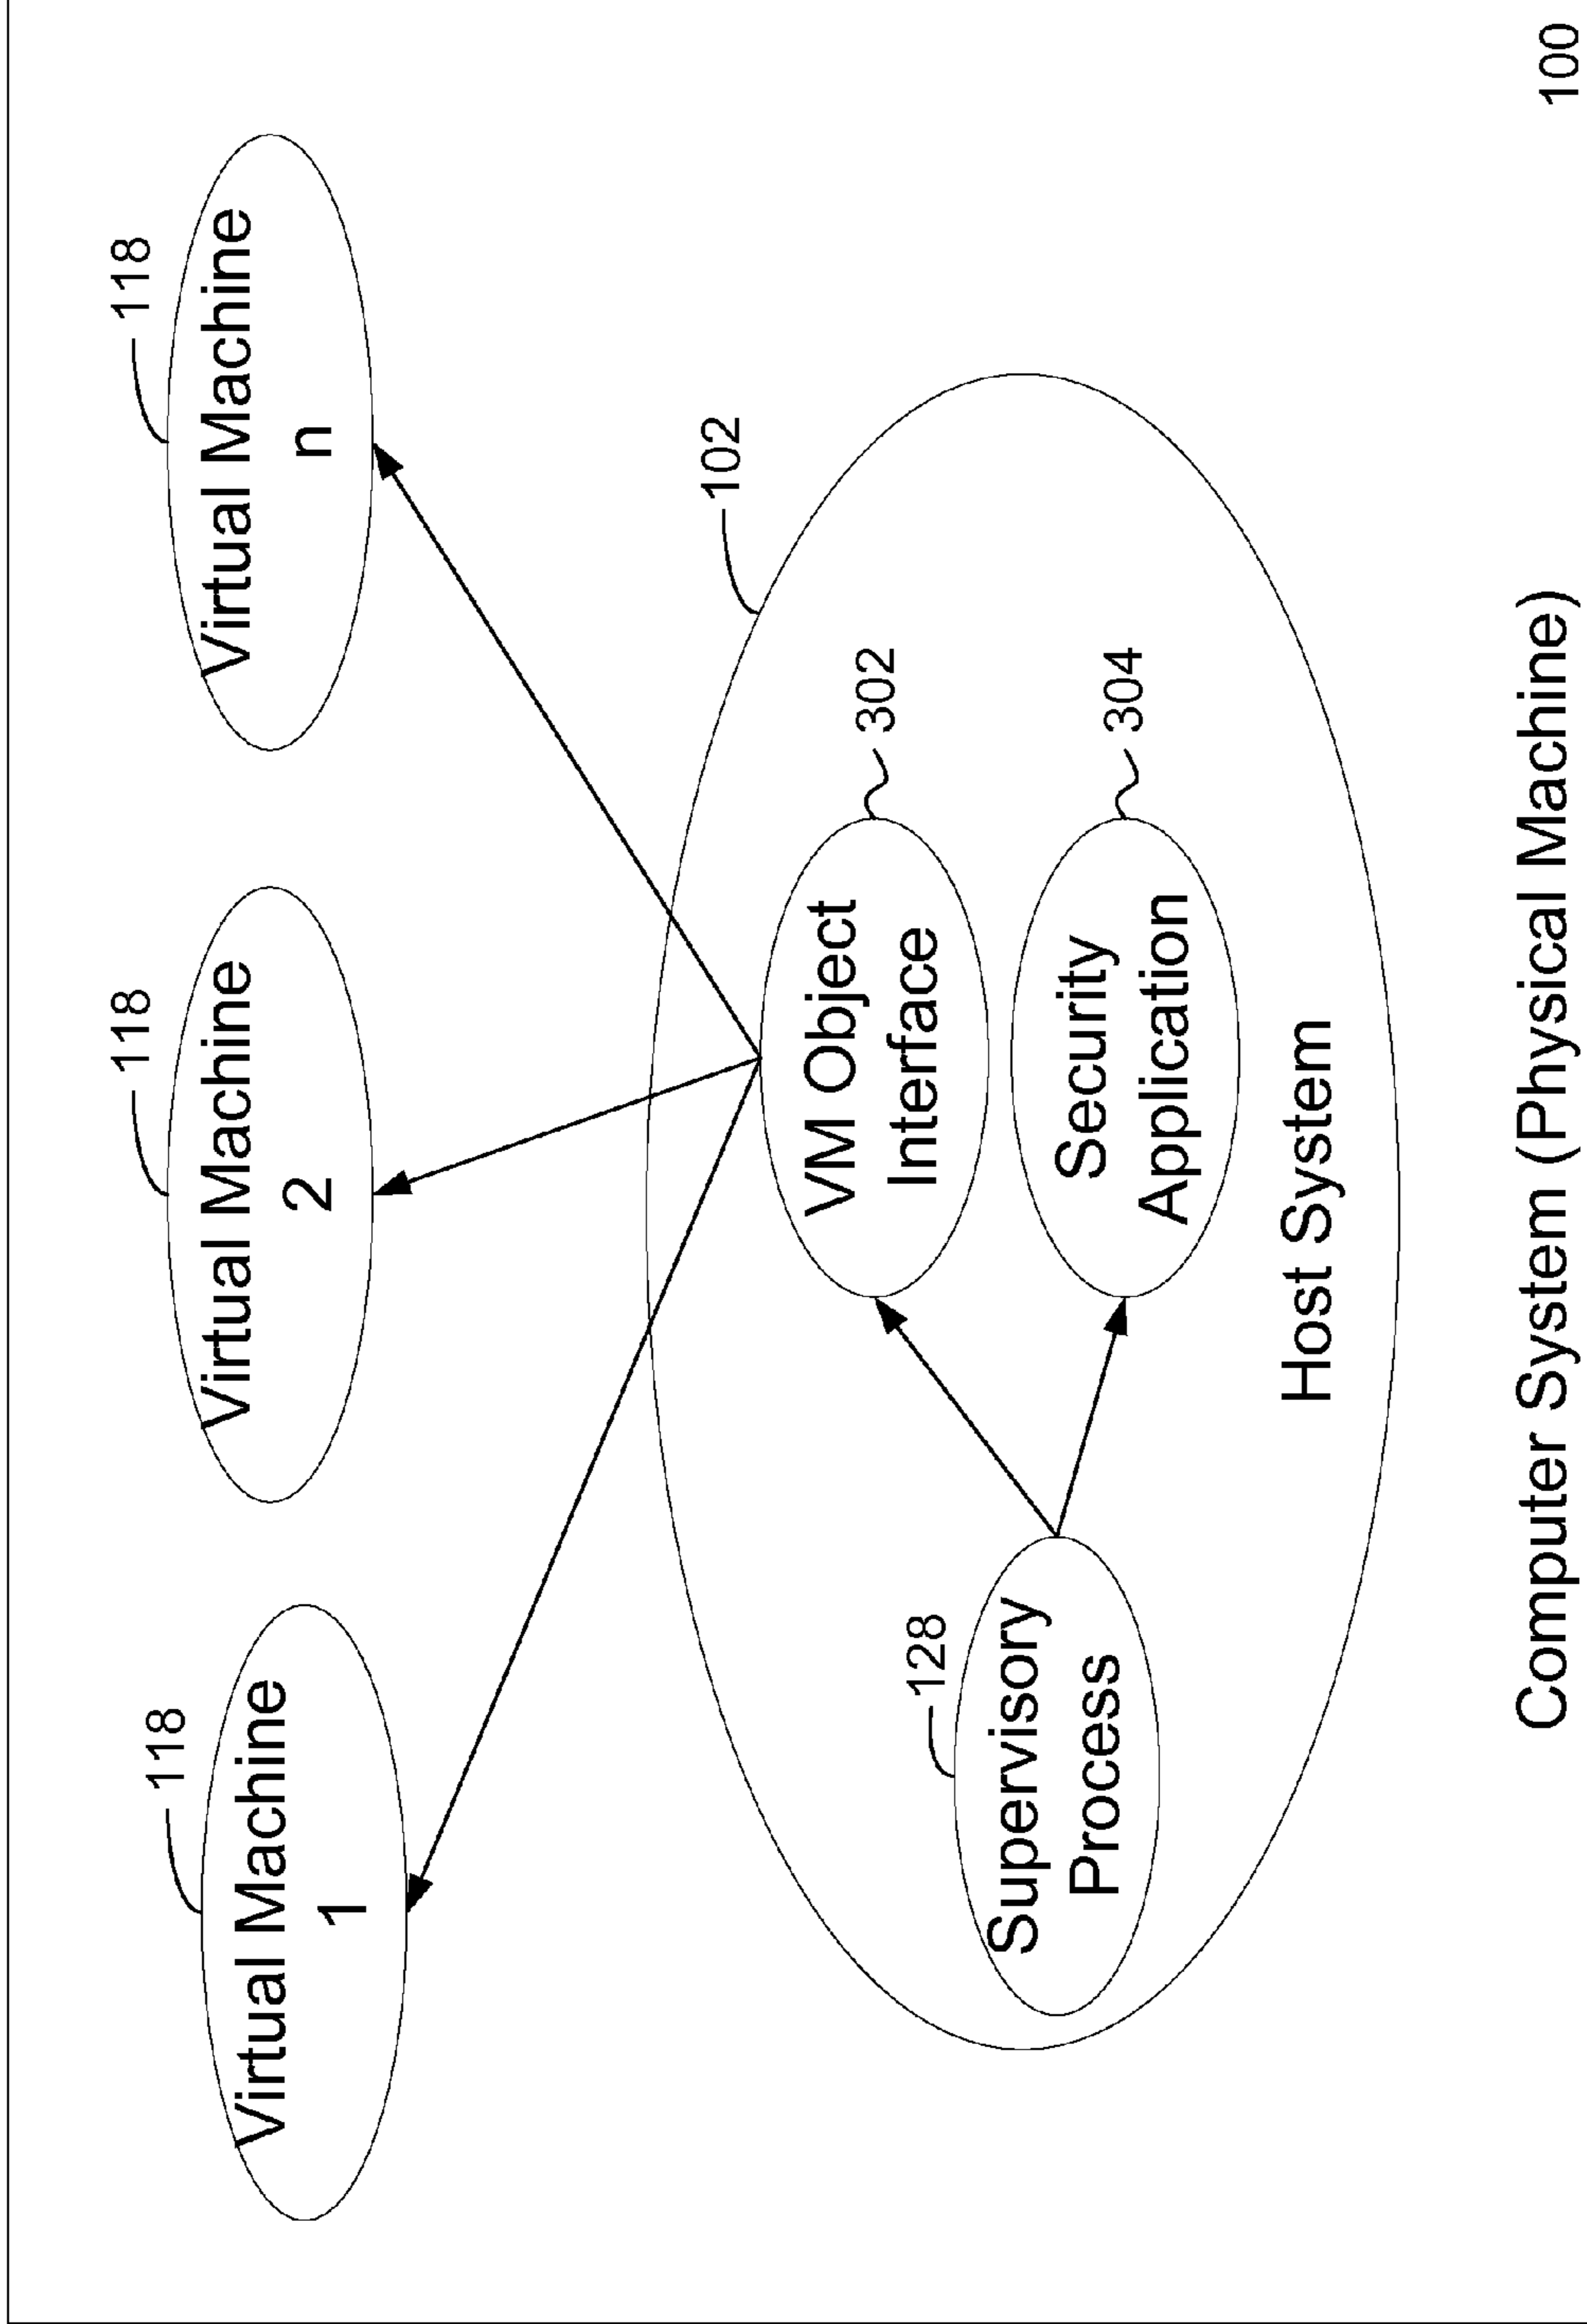 118
118
118
Virtual Machine
1
Virtual Machine
2
Virtual Machine
n
102
VM Object
Interface
302
128
Supervisory
Process
Security
Application
304
Host System
Computer System (Physical Machine)
100